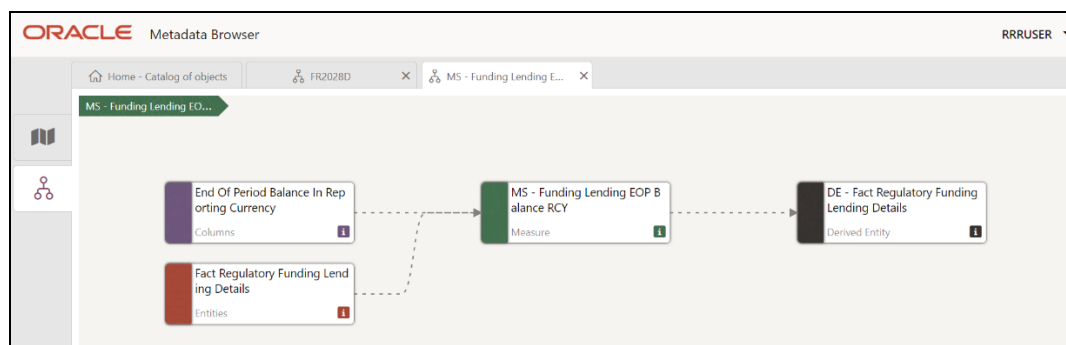 ORACLE Metadata Browser RRRUSER
Home - Catalog of objects FR2028D MS - Funding Lending E...
MS - Funding Lending EO...
End Of Period Balance In Rep
orting Currency
Columns
MS - Funding Lending EOP B
alance RCY
Measure
DE - Fact Regulatory Funding
Lending Details
Derived Entity
Fact Regulatory Funding Lend
ing Details
Entities